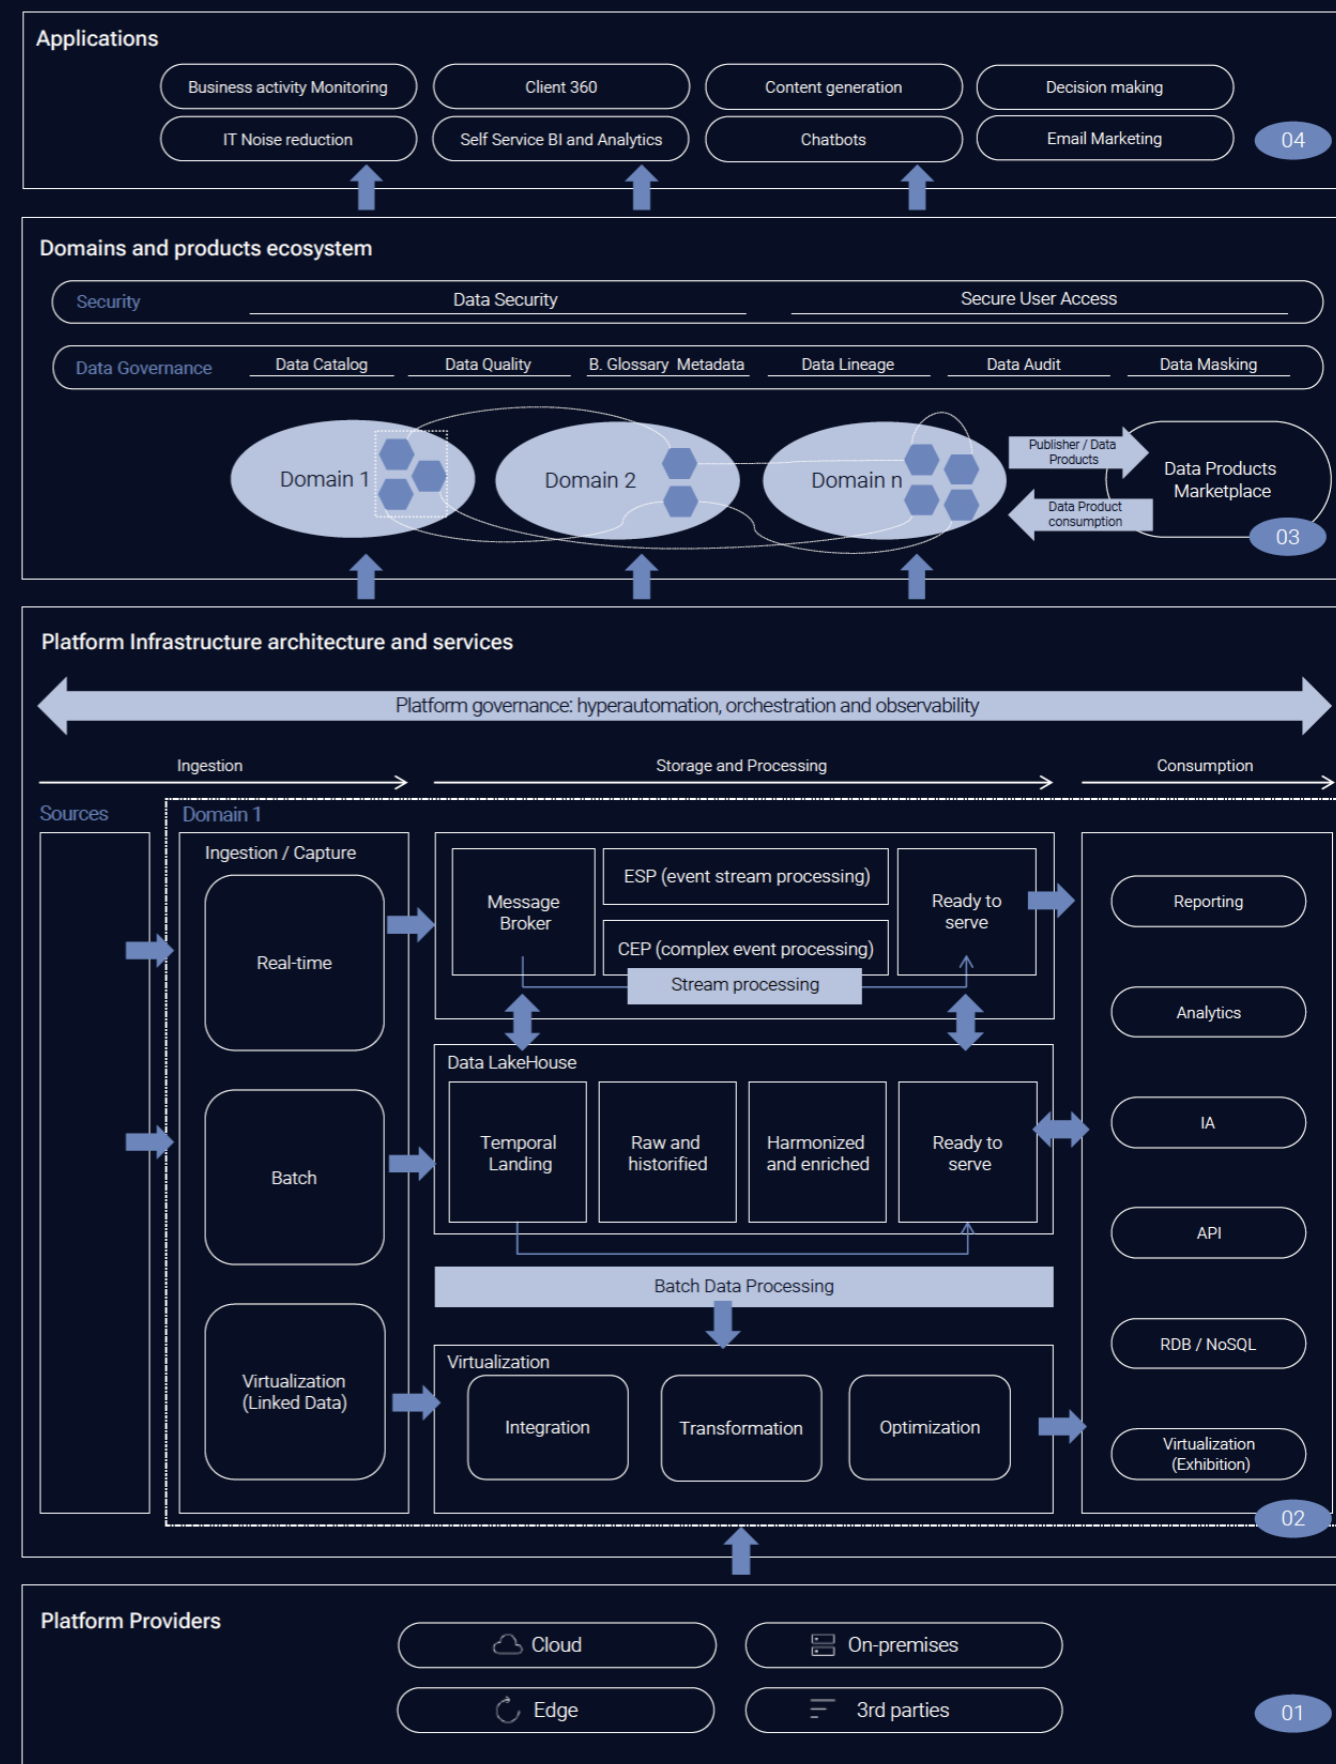 Applications
Business activity Monitoring
Client 360
Content generation
Decision making
IT Noise reduction
Self Service BI and Analytics
Chatbots
Email Marketing
04
Domains and products ecosystem
Security
Data Security
Secure User Access
Data Governance
Data Catalog
Data Quality
B. Glossary Metadata
Data Lineage
Data Audit
Data Masking
Domain 1
Domain 2
Domain n
Publisher / Data
Products
Data Product
consumption
Data Products
Marketplace
03
Platform Infrastructure architecture and services
Platform governance: hyperautomation, orchestration and observability
Ingestion
Storage and Processing
Consumption
Sources
Domain 1
Ingestion / Capture
Real-time
Batch
Virtualization
(Linked Data)
Message
Broker
ESP (event stream processing)
CEP (complex event processing)
Ready to
serve
Stream processing
Data LakeHouse
Temporal
Landing
Raw and
historified
Harmonized
and enriched
Ready to
serve
Batch Data Processing
Virtualization
Integration
Transformation
Optimization
Reporting
Analytics
IA
API
RDB / NoSQL
Virtualization
(Exhibition)
02
Platform Providers
Cloud
On-premises
Edge
3rd parties
01